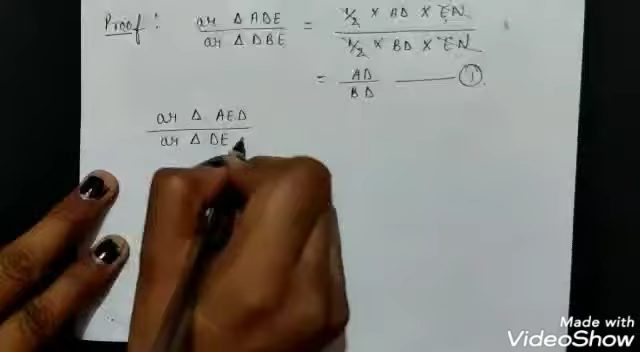 Proof : ar Δ ADE / ar Δ DBE = 1/2 × AD × EN / 1/2 × BD × EN
= AD / BD —— ①.
ar Δ AED / ar Δ DE
Made with
VideoShow